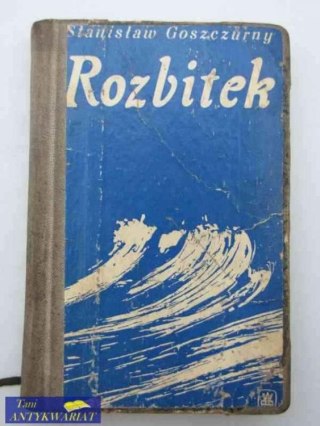 Stanisław Goszczurny
Rozbitek
Tani
ANTYKWARIAT